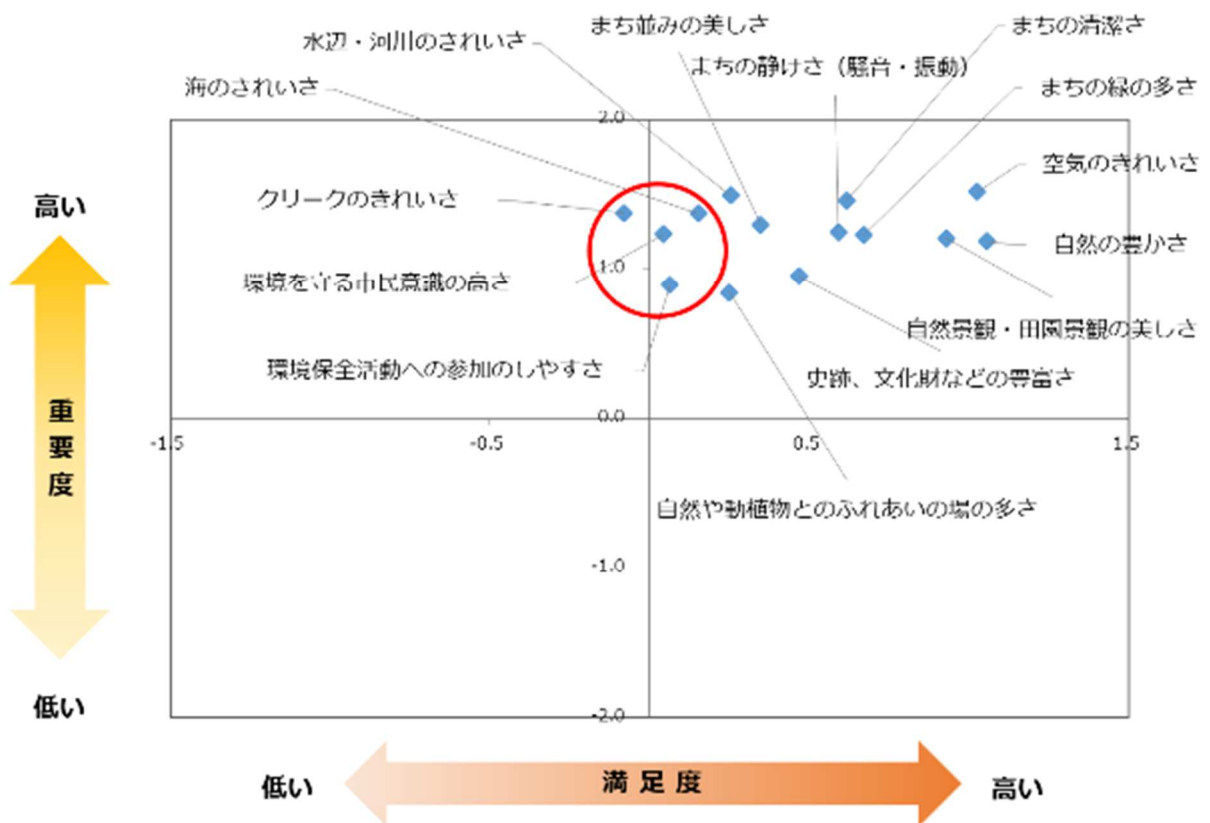 まち並みの美しさ
まちの清潔さ
水辺・河川のきれいさ
まちの静けさ（騒音・振動）
海のきれいさ
まちの緑の多さ
2.0
空気のきれいさ
高い
クリークのきれいさ
自然の豊かさ
1.0
環境を守る市民意識の高さ
自然景観・田園景観の美しさ
環境保全活動への参加のしやすさ
史跡、文化財などの豊富さ
重要度
0.0
-1.5
-0.5
0.5
1.5
自然や動植物とのふれあいの場の多さ
-1.0
低い
-2.0
低い
満足度
高い